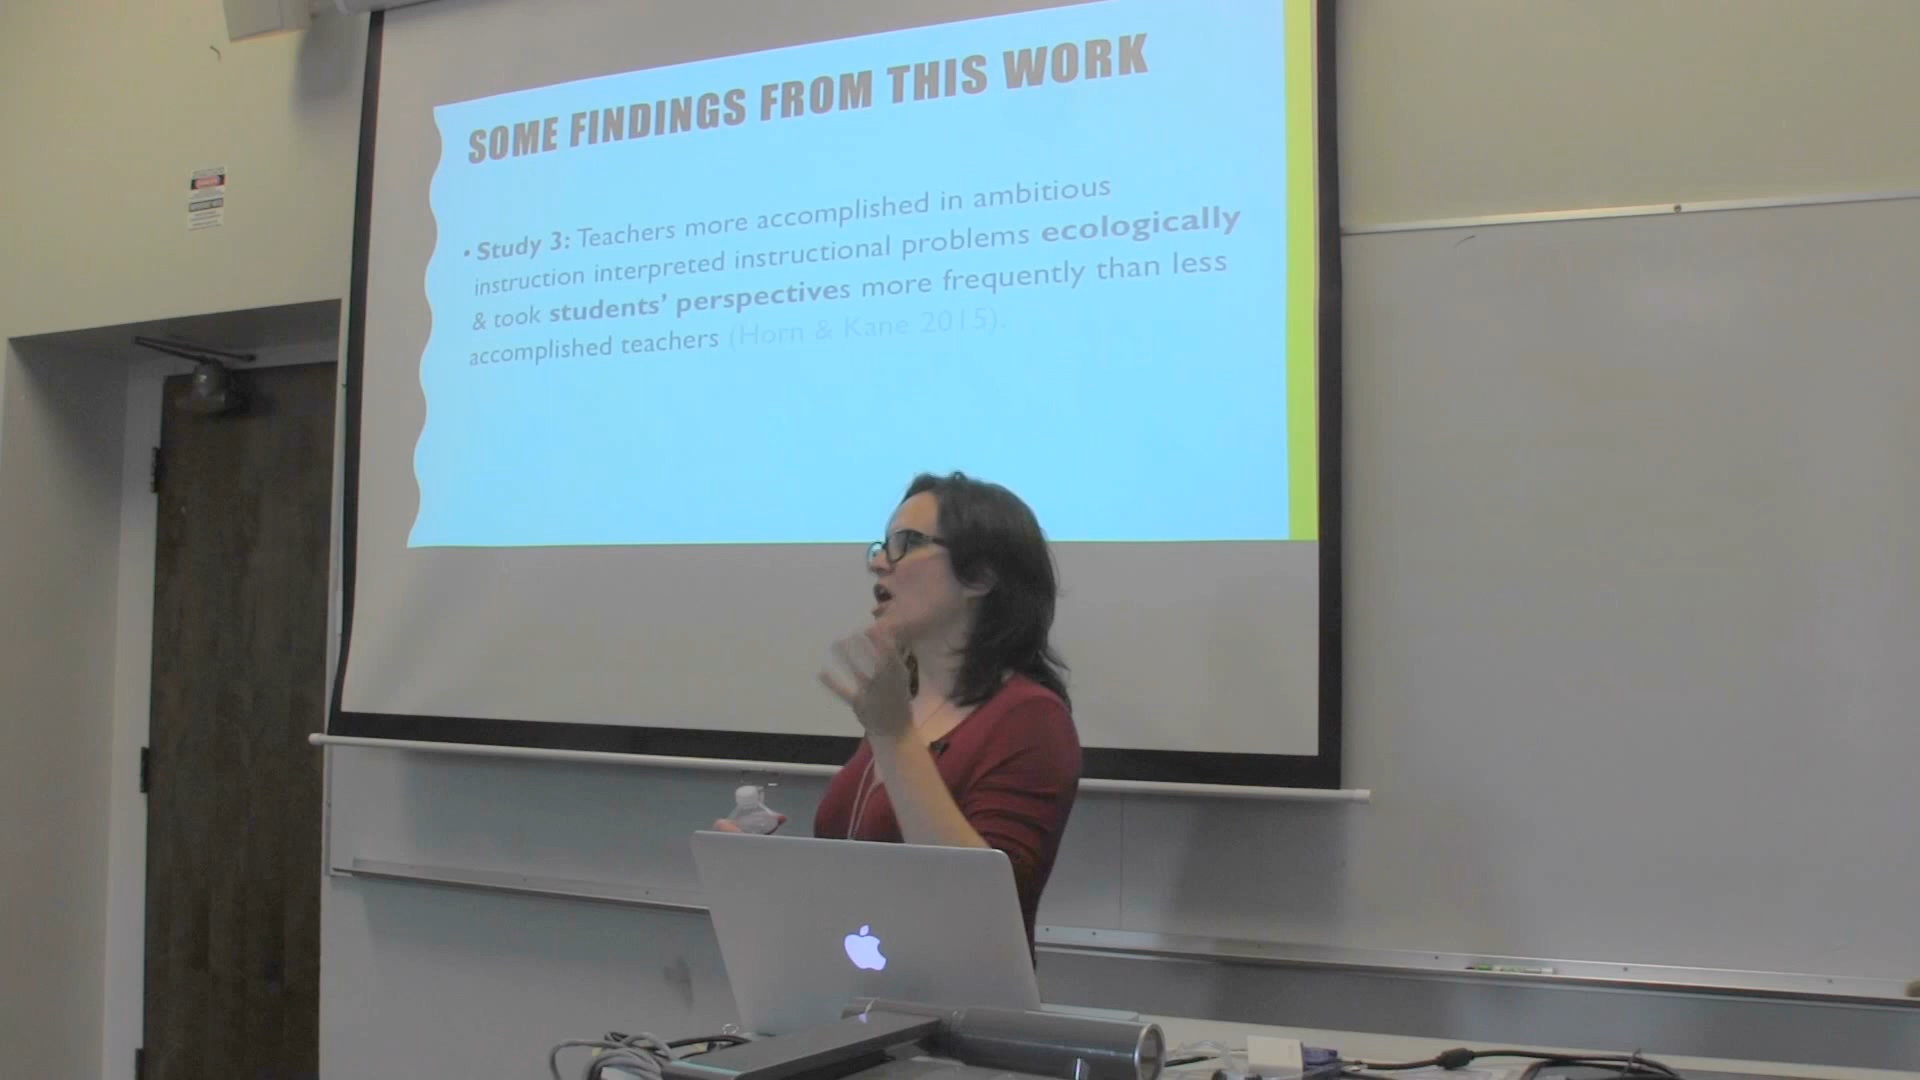 SOME FINDINGS FROM THIS WORK
• Study 3: Teachers more accomplished in ambitious
instruction interpreted instructional problems ecologically
& took students’ perspectives more frequently than less
accomplished teachers (Horn & Kane 2015).